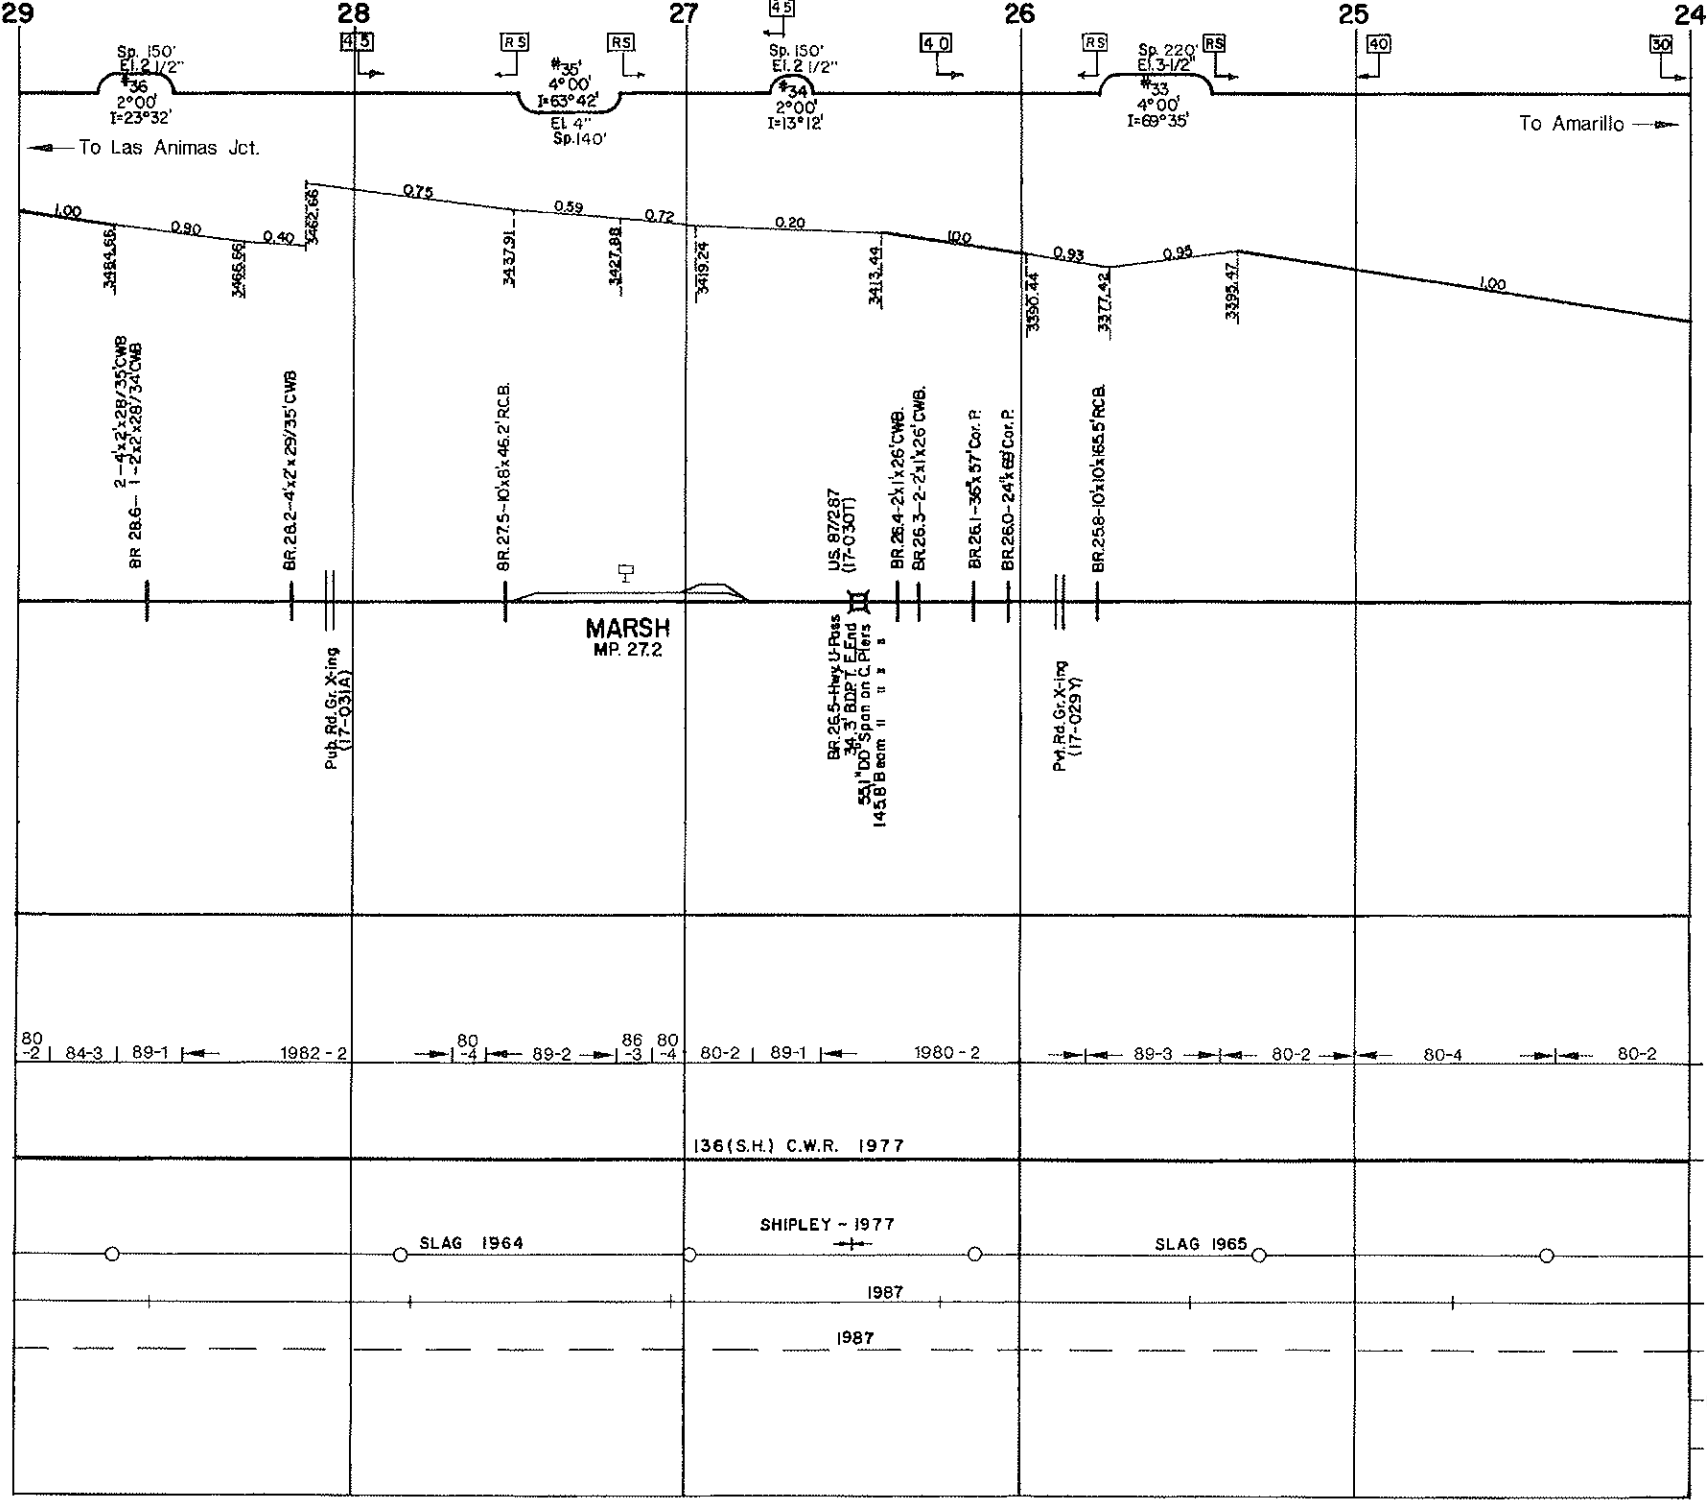 29
28
27
26
25
24
45
45
RS
RS
40
RS
RS
40
30
Sp. 150'
El. 2 1/2"
#36
2°00'
I=23°32'
#35
4°00'
I=63°42'
El. 4"
Sp. 140'
Sp. 150'
El. 2 1/2"
#34
2°00'
I=13°12'
Sp. 220'
El. 3-1/2"
#33
4°00'
I=69°35'
To Las Animas Jct.
To Amarillo
1.00
0.90
0.40
0.75
0.59
0.72
0.20
1.00
0.93
0.95
1.00
3484.66
3466.66
3462.66
3437.91
3427.88
3419.24
3413.44
3390.44
3377.42
3395.47
2-4'x2'x28/35'CWB
BR 28.6- 1-2'x2'x28'/34'CWB
BR.28.2-4'x2'x29/35'CWB
BR.27.5-10'x8'x46.2'RCB.
US. 87/287
(17-030T)
BR.26.4-2'x1'x26'CWB.
BR.26.3-2-2'x1'x26'CWB.
BR.26.1-36"x57'Cor.P.
BR.26.0-24"x69'Cor.P.
BR.25.8-10'x10'x165.5'RCB.
MARSH
MP. 27.2
Pub. Rd. Gr. X-ing
(17-031A)
BR.26.5-Hwy. U-Pass
34.3' BDPT. E.End
55.1" DD Span on C. Piers
145.8' Beam " " " "
Pvt. Rd. Gr. X-ing
(17-029Y)
80
-2
84-3
89-1
1982 - 2
80
-4
89-2
86
-3
80
-4
80-2
89-1
1980 - 2
89-3
80-2
80-4
80-2
136 (S.H.) C.W.R. 1977
SHIPLEY - 1977
SLAG 1964
SLAG 1965
1987
1987